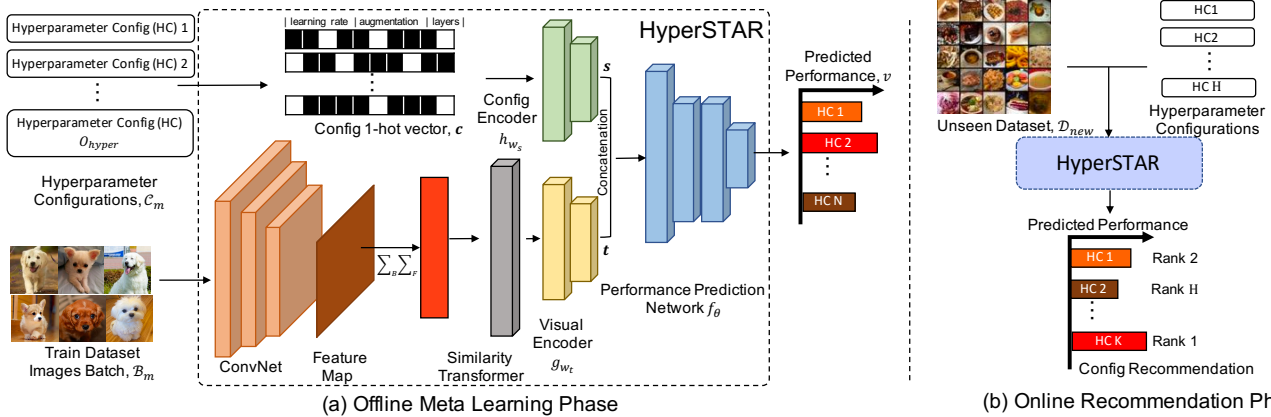 Hyperparameter Config (HC) 1
Hyperparameter Config (HC) 2
Hyperparameter Config (HC)
O_hyper
Hyperparameter
Configurations, 𝒞_m
Train Dataset
Images Batch, ℬ_m
| learning rate | augmentation | layers|
Config 1-hot vector, c
HyperSTAR
Config
Encoder
h_{w_s}
s
Concatenation
t
ConvNet
Feature
Map
∑_B ∑_F
Similarity
Transformer
Visual
Encoder
g_{w_t}
Performance Prediction
Network f_θ
Predicted
Performance, v
HC 1
HC 2
HC N
(a) Offline Meta Learning Phase
Unseen Dataset, 𝒟_new
HC1
HC2
HC H
Hyperparameter
Configurations
HyperSTAR
Predicted Performance
HC 1 Rank 2
HC 2 Rank H
HC K Rank 1
Config Recommendation
(b) Online Recommendation Ph